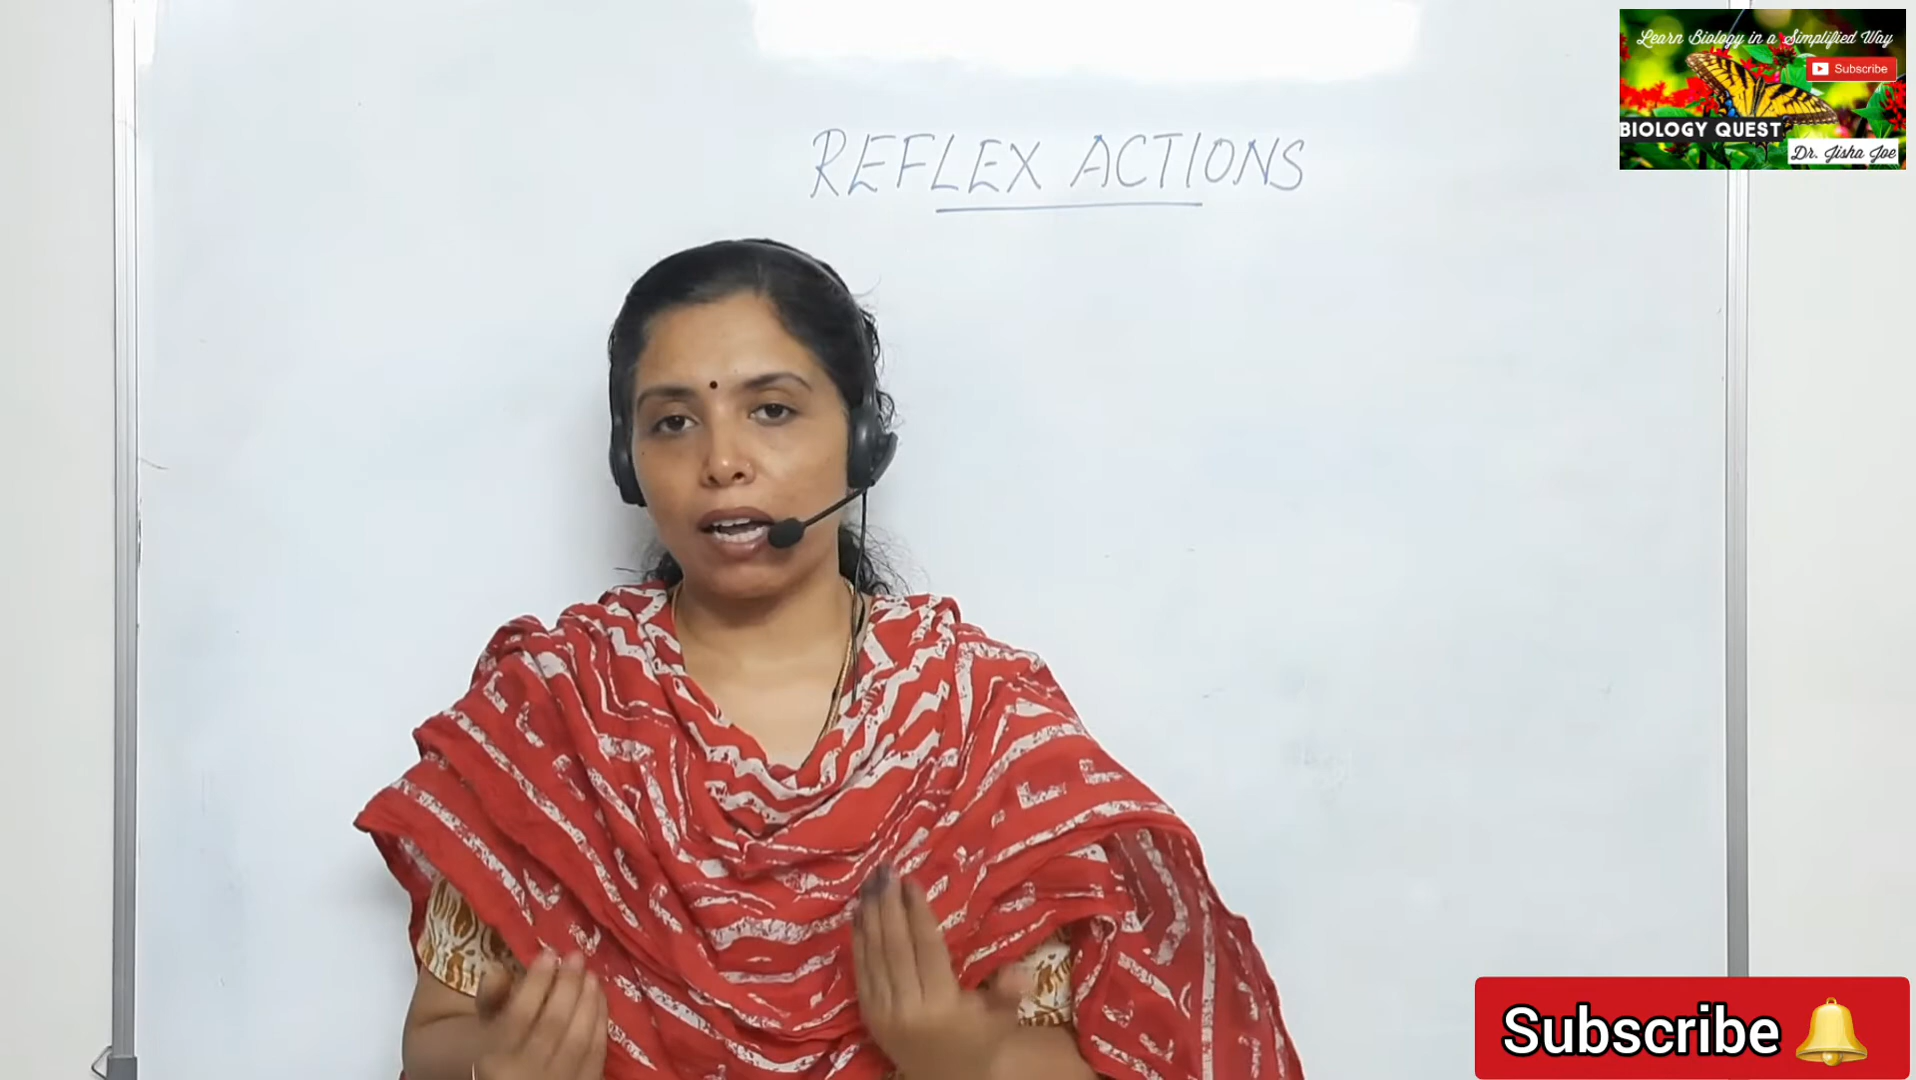 Learn Biology in a Simplified Way
Subscribe
BIOLOGY QUEST
Dr. Jisha Joe
REFLEX ACTIONS
Subscribe